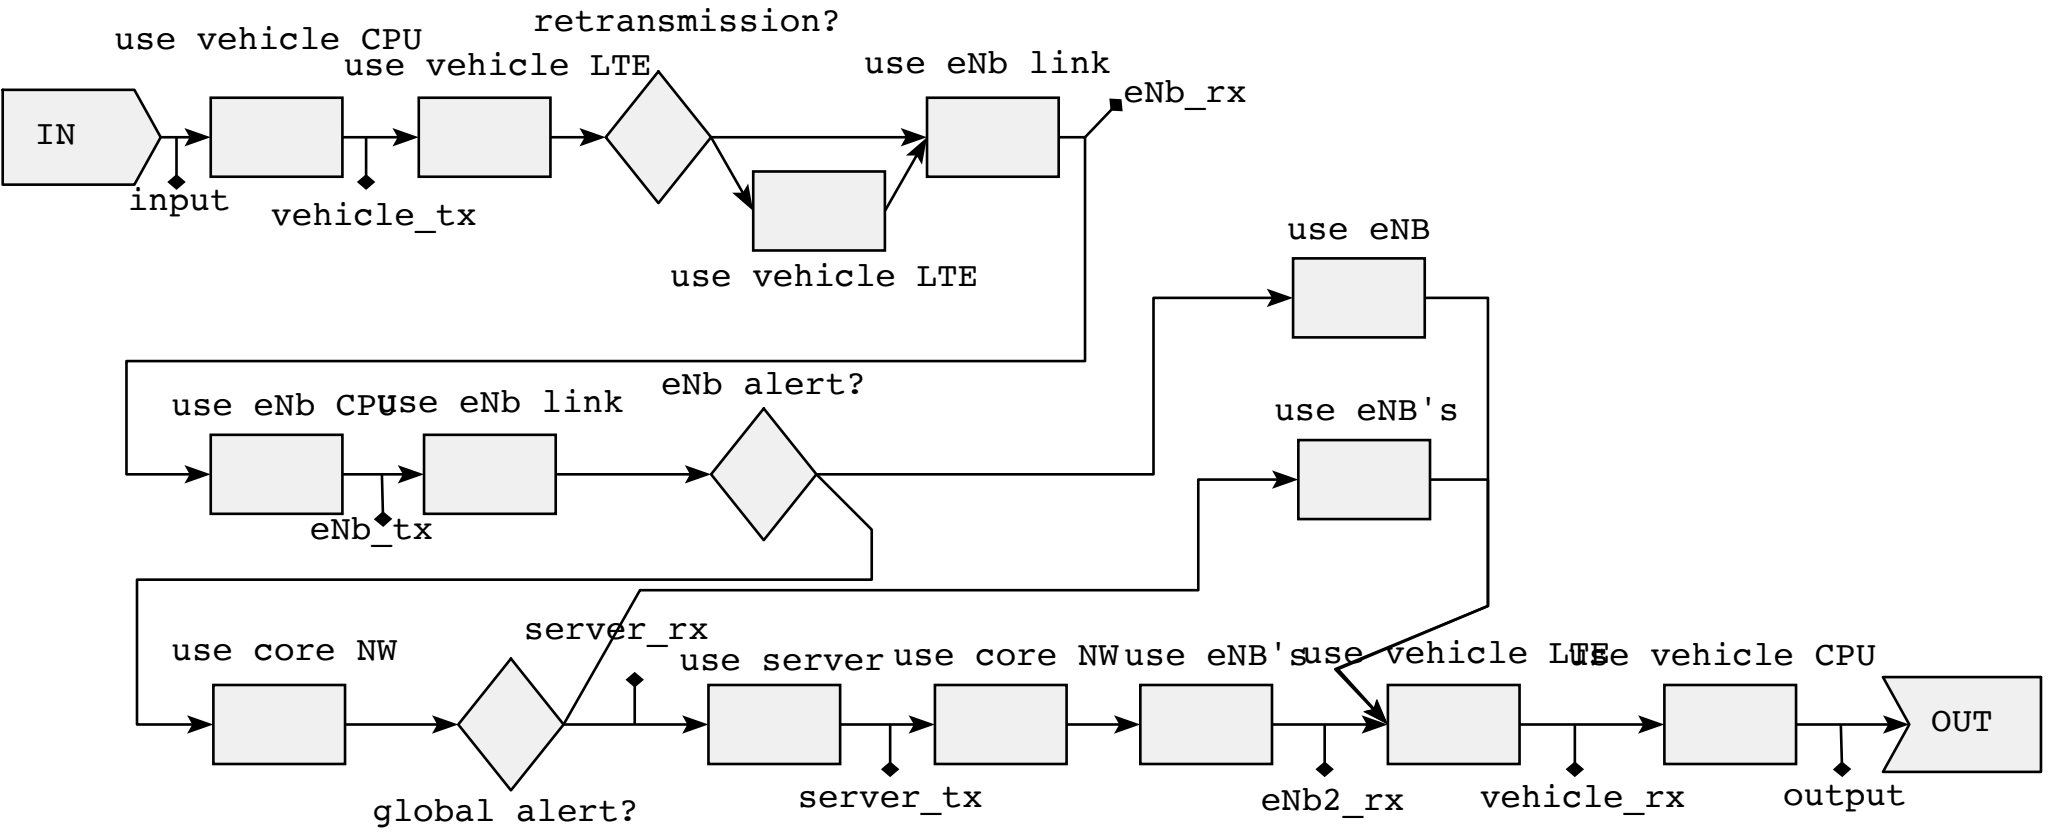 retransmission?
use vehicle CPU
use vehicle LTE
use eNb link
eNb_rx
IN
input
vehicle_tx
use vehicle LTE
use eNB
eNb alert?
use eNb CPU
use eNb link
use eNB's
eNb_tx
server_rx
use core NW
use server
use core NW
use eNB's
use vehicle LTE
use vehicle CPU
OUT
global alert?
server_tx
eNb2_rx
vehicle_rx
output